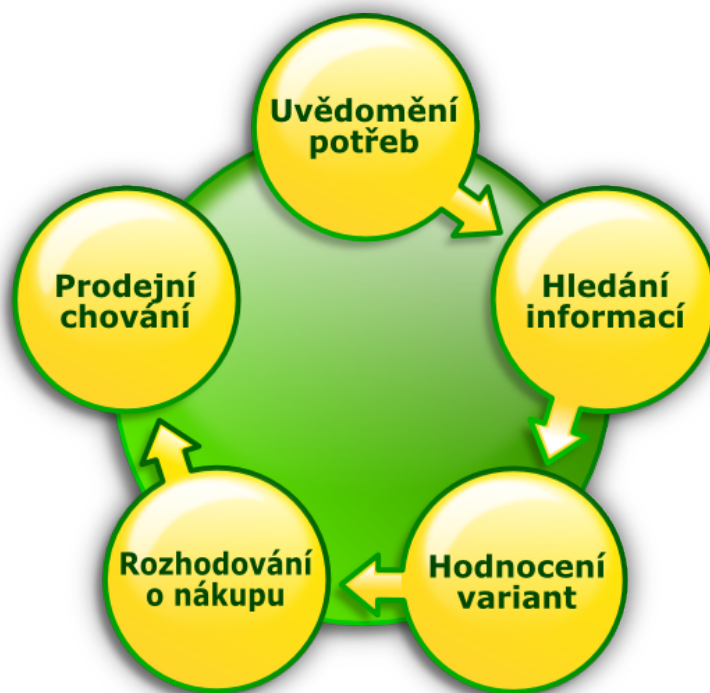 Uvědomění
potřeb
Hledání
informací
Hodnocení
variant
Rozhodování
o nákupu
Prodejní
chování